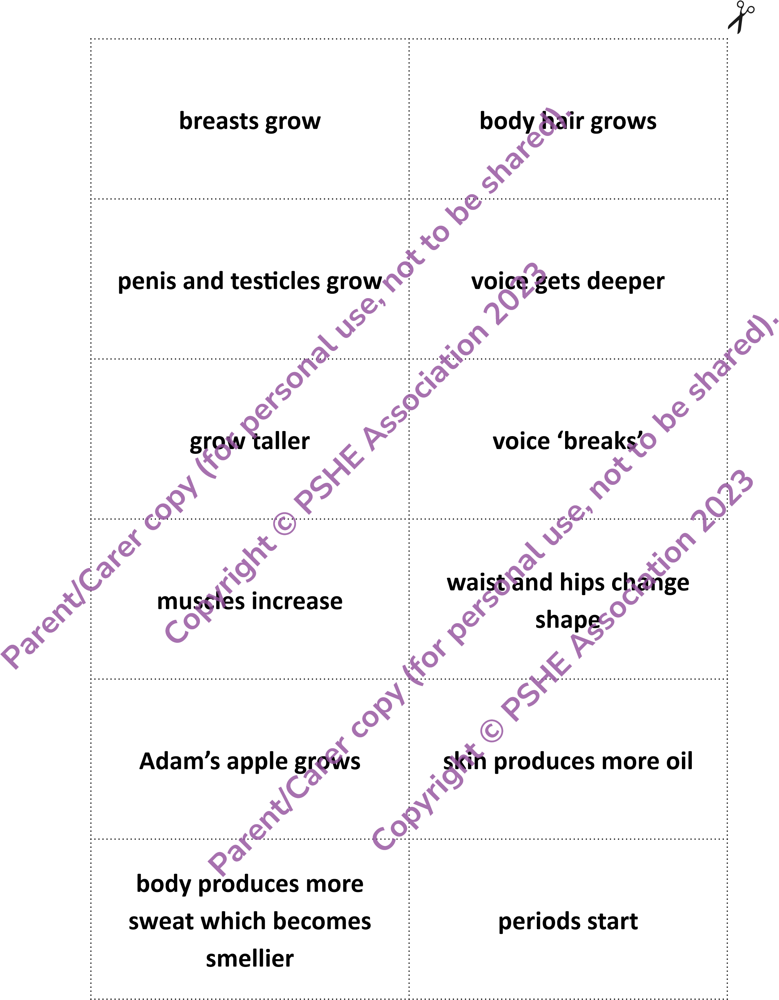 breasts grow
body hair grows
penis and testicles grow
voice gets deeper
grow taller
voice ‘breaks’
muscles increase
waist and hips change
shape
Adam’s apple grows
skin produces more oil
body produces more
sweat which becomes
smellier
periods start
Parent/Carer copy (for personal use, not to be shared).
Copyright © PSHE Association 2023
Parent/Carer copy (for personal use, not to be shared).
Copyright © PSHE Association 2023